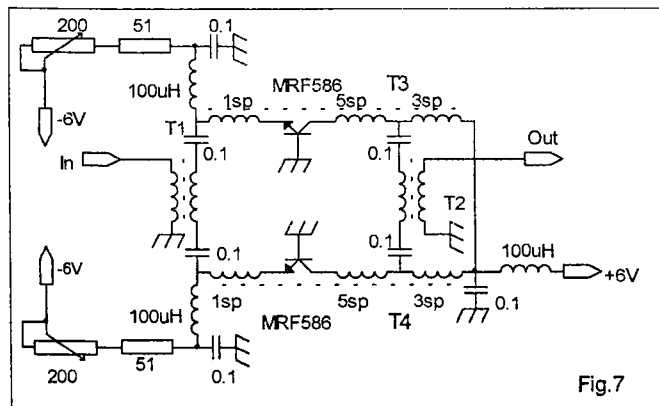 200 51 0.1
100uH 1sp MRF586 5sp T3 3sp
-6V
T1
0.1 0.1
In Out
T2
0.1 0.1 100uH
-6V +6V
1sp 5sp 3sp 0.1
100uH
MRF586 T4
200 51 0.1
Fig.7